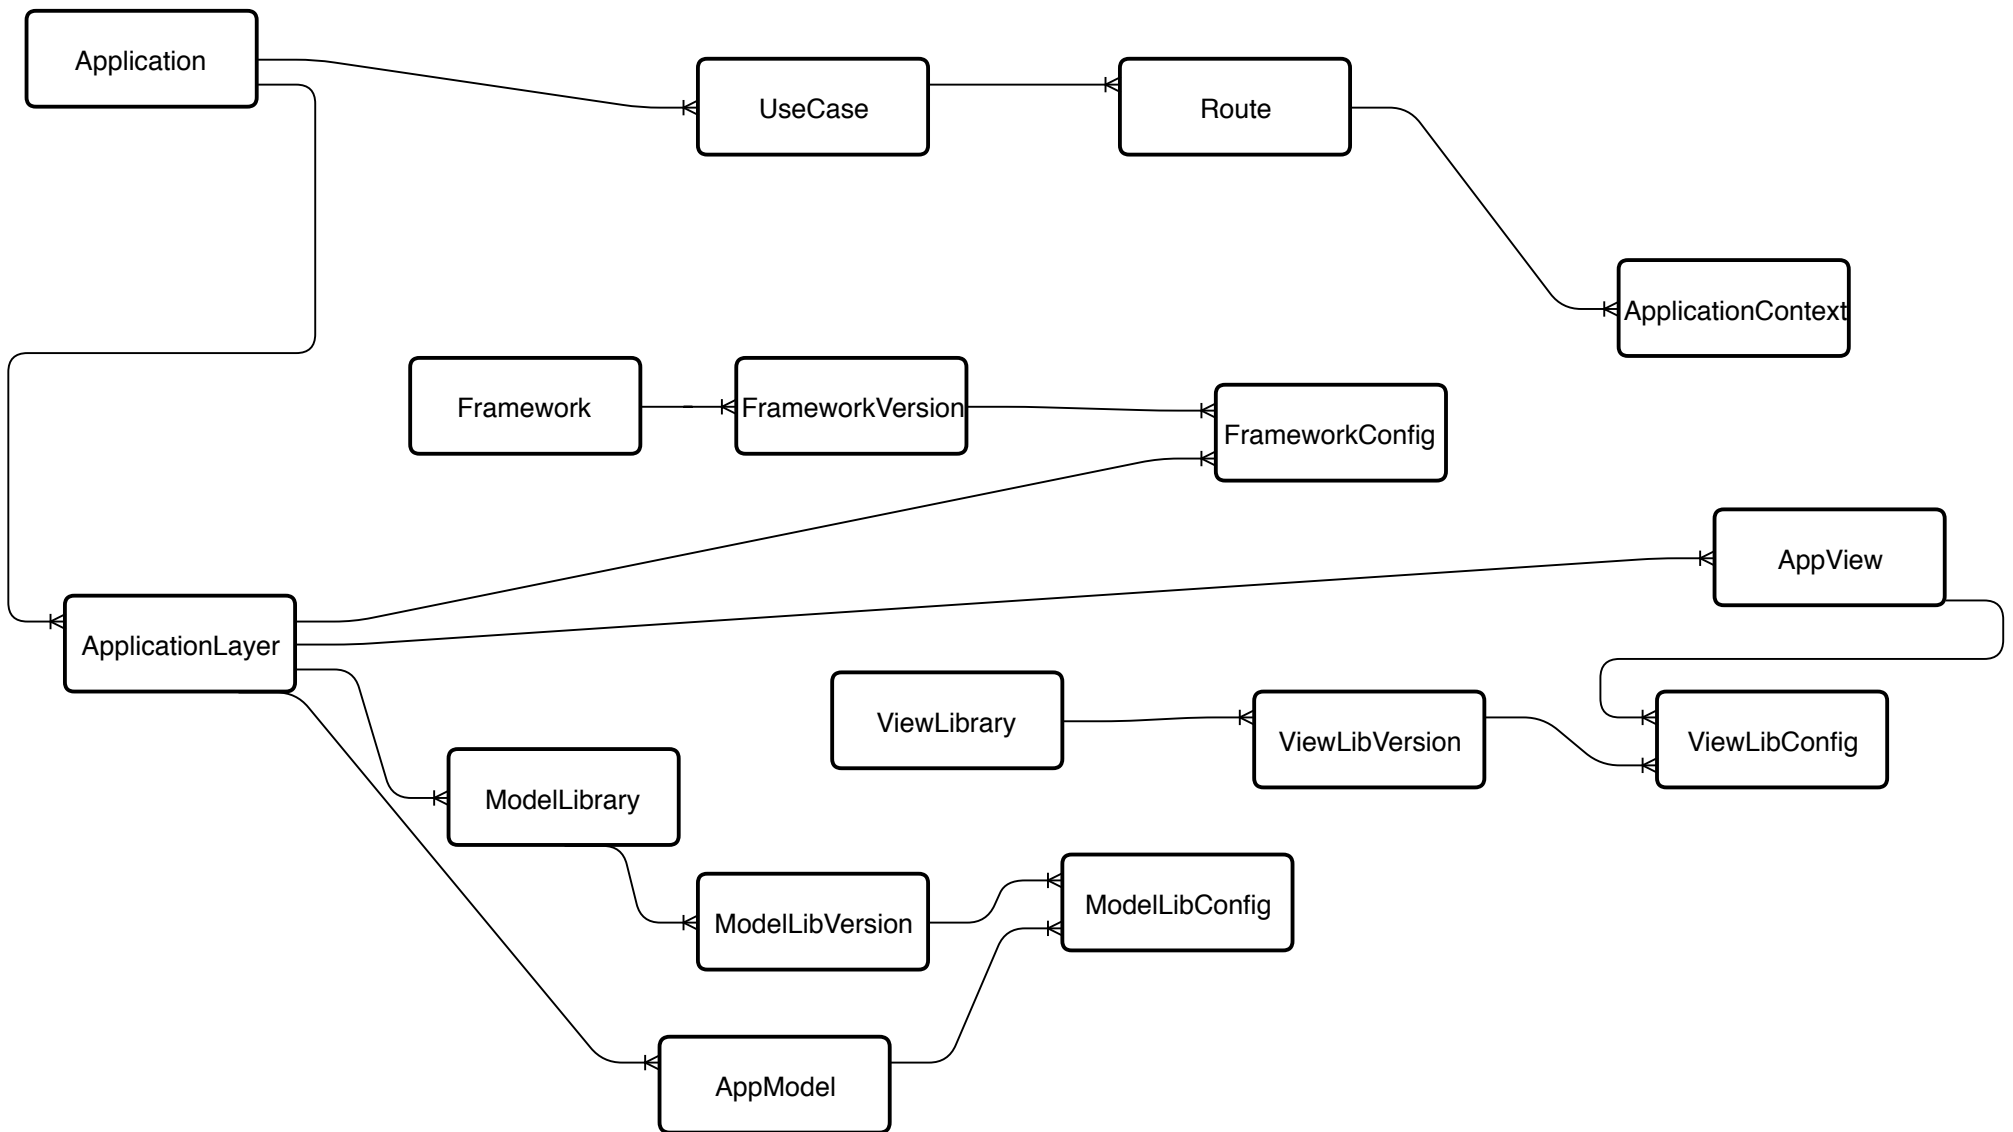 Application
UseCase
Route
ApplicationContext
Framework
FrameworkVersion
FrameworkConfig
AppView
ApplicationLayer
ViewLibrary
ViewLibVersion
ViewLibConfig
ModelLibrary
ModelLibVersion
ModelLibConfig
AppModel